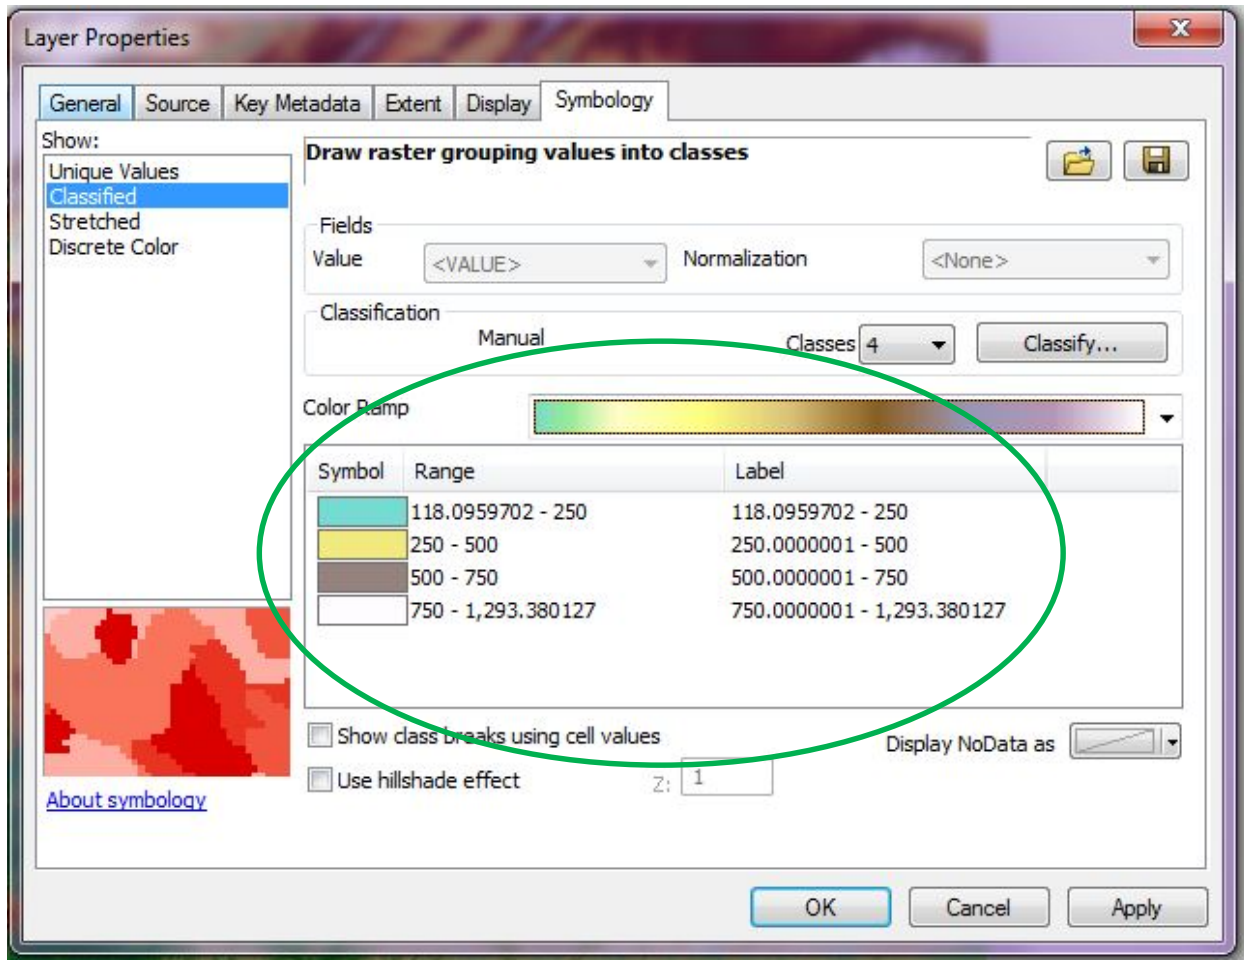 Layer Properties
General Source Key Metadata Extent Display Symbology
Show:
Unique Values
Classified
Stretched
Discrete Color
Draw raster grouping values into classes
Fields
Value <VALUE> Normalization <None>
Classification
Manual Classes 4 Classify...
Color Ramp
Symbol Range Label
118.0959702 - 250 118.0959702 - 250
250 - 500 250.0000001 - 500
500 - 750 500.0000001 - 750
750 - 1,293.380127 750.0000001 - 1,293.380127
Show class breaks using cell values
Display NoData as
Use hillshade effect Z: 1
About symbology
OK Cancel Apply